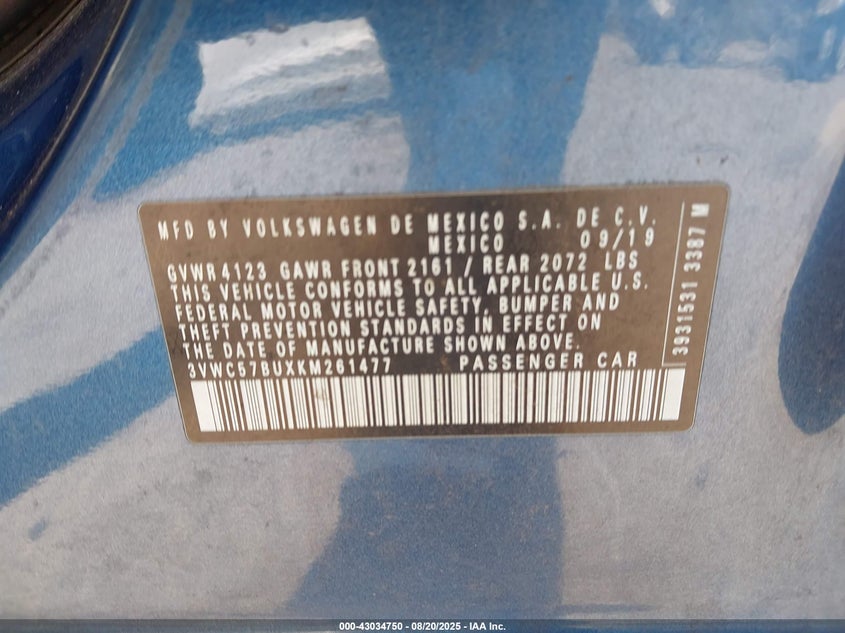 MFD BY VOLKSWAGEN DE MEXICO S.A. DE C.V.
MEXICO 09/19
GVWR 4123 GAWR FRONT 2161 / REAR 2072 LBS
THIS VEHICLE CONFORMS TO ALL APPLICABLE U.S.
FEDERAL MOTOR VEHICLE SAFETY, BUMPER AND
THEFT PREVENTION STANDARDS IN EFFECT ON
THE DATE OF MANUFACTURE SHOWN ABOVE.
3VWC57BUXKM261477 PASSENGER CAR
3931531 3387 M
000-43034750 - 08/20/2025 - IAA Inc.